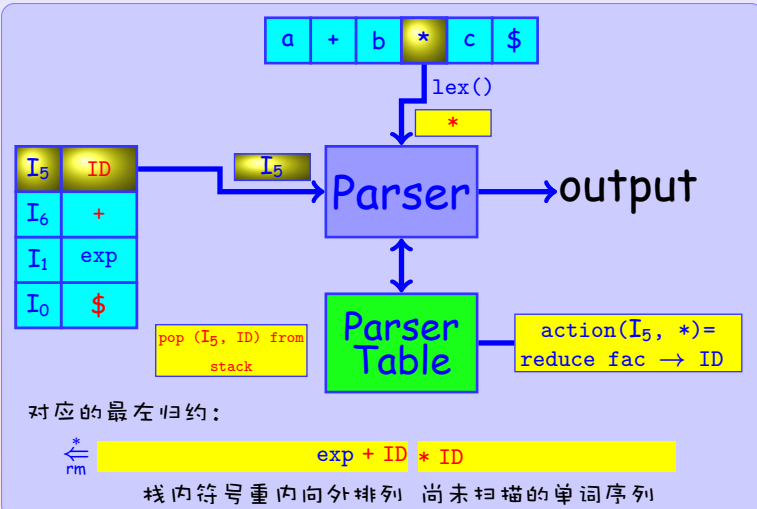 a + b * c $
lex()
*
I₅ ID
I₅
I₆ +
I₁ exp
I₀ $
Parser
output
Parser
Table
pop (I₅, ID) from
stack
action(I₅, *)=
reduce fac → ID
对应的最左归约:
*
⇐
rm
exp + ID * ID
栈内符号重内向外排列 尚未扫描的单词序列